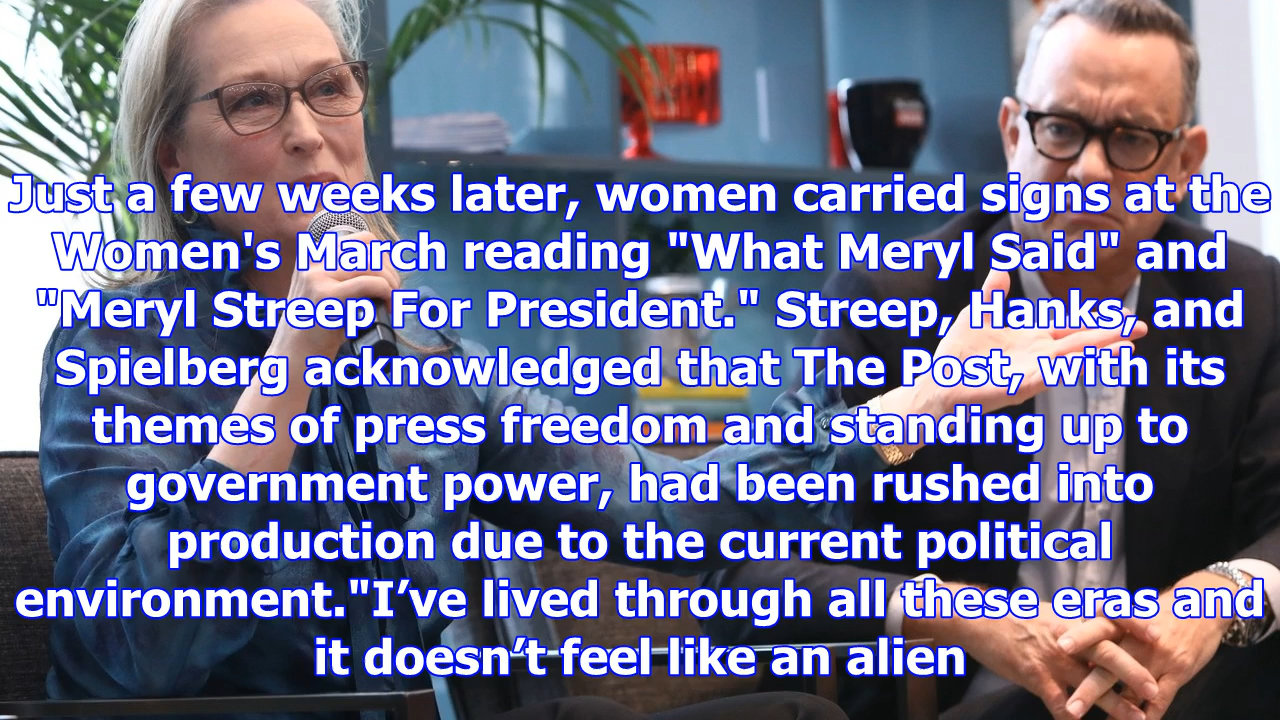 Just a few weeks later, women carried signs at the
Women's March reading "What Meryl Said" and
"Meryl Streep For President." Streep, Hanks, and
Spielberg acknowledged that The Post, with its
themes of press freedom and standing up to
government power, had been rushed into
production due to the current political
environment."I’ve lived through all these eras and
it doesn’t feel like an alien